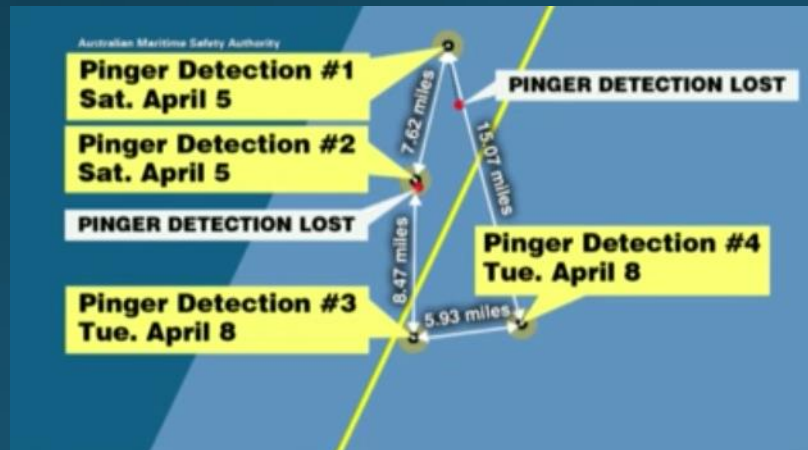 Australian Maritime Safety Authority
Pinger Detection #1
Sat. April 5
PINGER DETECTION LOST
7.62 miles
15.07 miles
Pinger Detection #2
Sat. April 5
PINGER DETECTION LOST
8.47 miles
Pinger Detection #4
Tue. April 8
Pinger Detection #3
Tue. April 8
5.93 miles